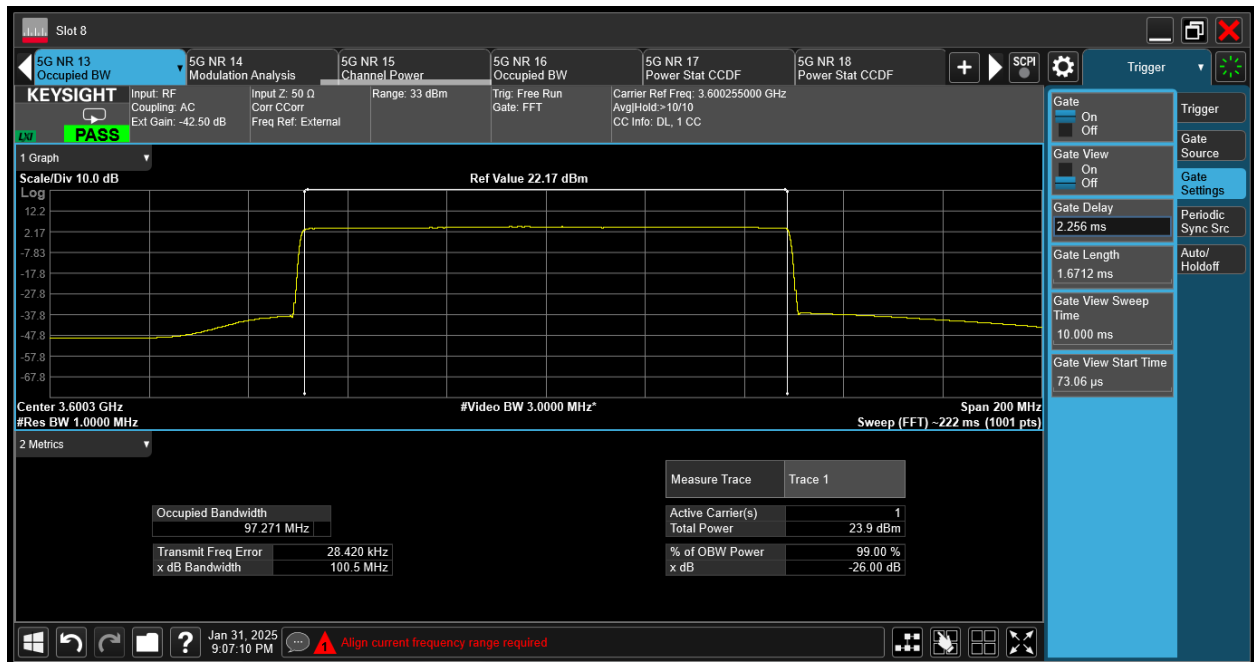 Slot 8
5G NR 13
Occupied BW
5G NR 14
Modulation Analysis
5G NR 15
Channel Power
5G NR 16
Occupied BW
5G NR 17
Power Stat CCDF
5G NR 18
Power Stat CCDF
+
SCPI
Trigger
KEYSIGHT
LXI
PASS
Input: RF
Coupling: AC
Ext Gain: -42.50 dB
Input Z: 50 Ω
Corr CCorr
Freq Ref: External
Range: 33 dBm
Trig: Free Run
Gate: FFT
Carrier Ref Freq: 3.600255000 GHz
Avg|Hold:>10/10
CC Info: DL, 1 CC
1 Graph
Scale/Div 10.0 dB
Ref Value 22.17 dBm
Log
12.2
2.17
-7.83
-17.8
-27.8
-37.8
-47.8
-57.8
-67.8
Center 3.6003 GHz
#Video BW 3.0000 MHz*
Span 200 MHz
#Res BW 1.0000 MHz
Sweep (FFT) ~222 ms (1001 pts)
2 Metrics
Measure Trace Trace 1
Occupied Bandwidth
97.271 MHz
Transmit Freq Error 28.420 kHz
x dB Bandwidth 100.5 MHz
Active Carrier(s) 1
Total Power 23.9 dBm
% of OBW Power 99.00 %
x dB -26.00 dB
Gate
On
Off
Gate View
On
Off
Gate Delay
2.256 ms
Gate Length
1.6712 ms
Gate View Sweep
Time
10.000 ms
Gate View Start Time
73.06 µs
Trigger
Gate
Source
Gate
Settings
Periodic
Sync Src
Auto/
Holdoff
?
Jan 31, 2025
9:07:10 PM
1
Align current frequency range required